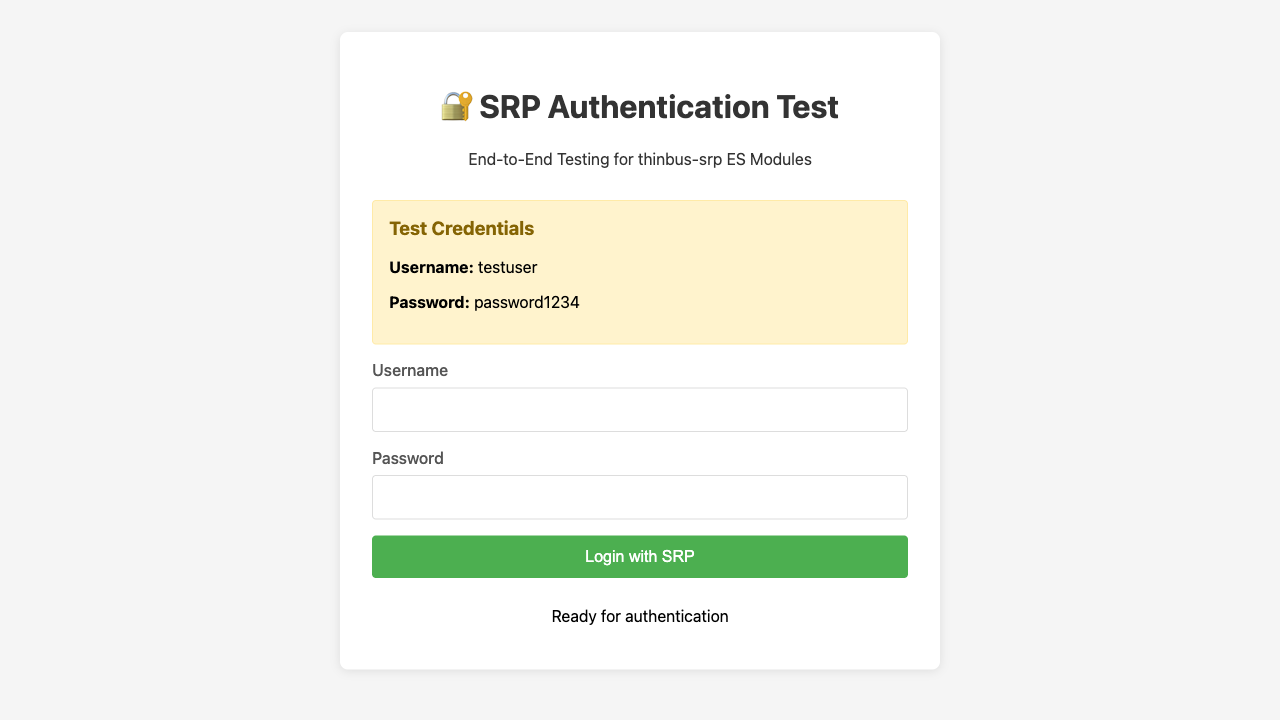 🔐 SRP Authentication Test
End-to-End Testing for thinbus-srp ES Modules
Test Credentials
Username: testuser
Password: password1234
Username
Password
Login with SRP
Ready for authentication